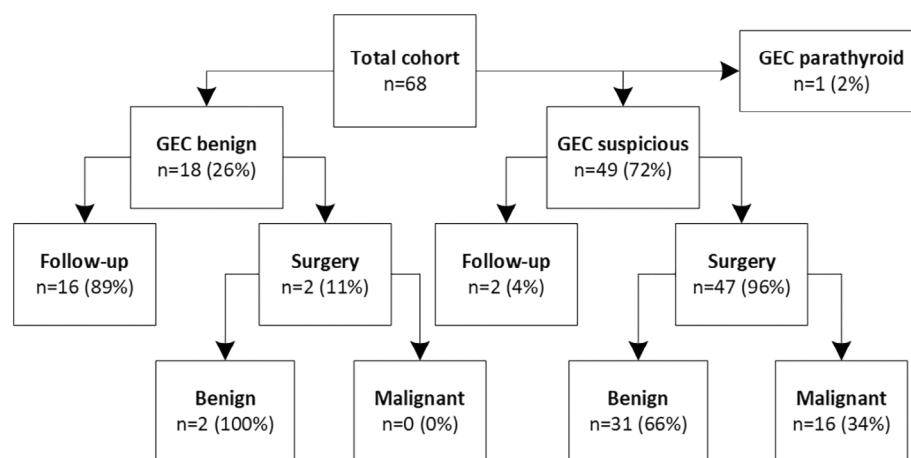 Total cohort
n=68
GEC parathyroid
n=1 (2%)
GEC benign
n=18 (26%)
GEC suspicious
n=49 (72%)
Follow-up
n=16 (89%)
Surgery
n=2 (11%)
Follow-up
n=2 (4%)
Surgery
n=47 (96%)
Benign
n=2 (100%)
Malignant
n=0 (0%)
Benign
n=31 (66%)
Malignant
n=16 (34%)